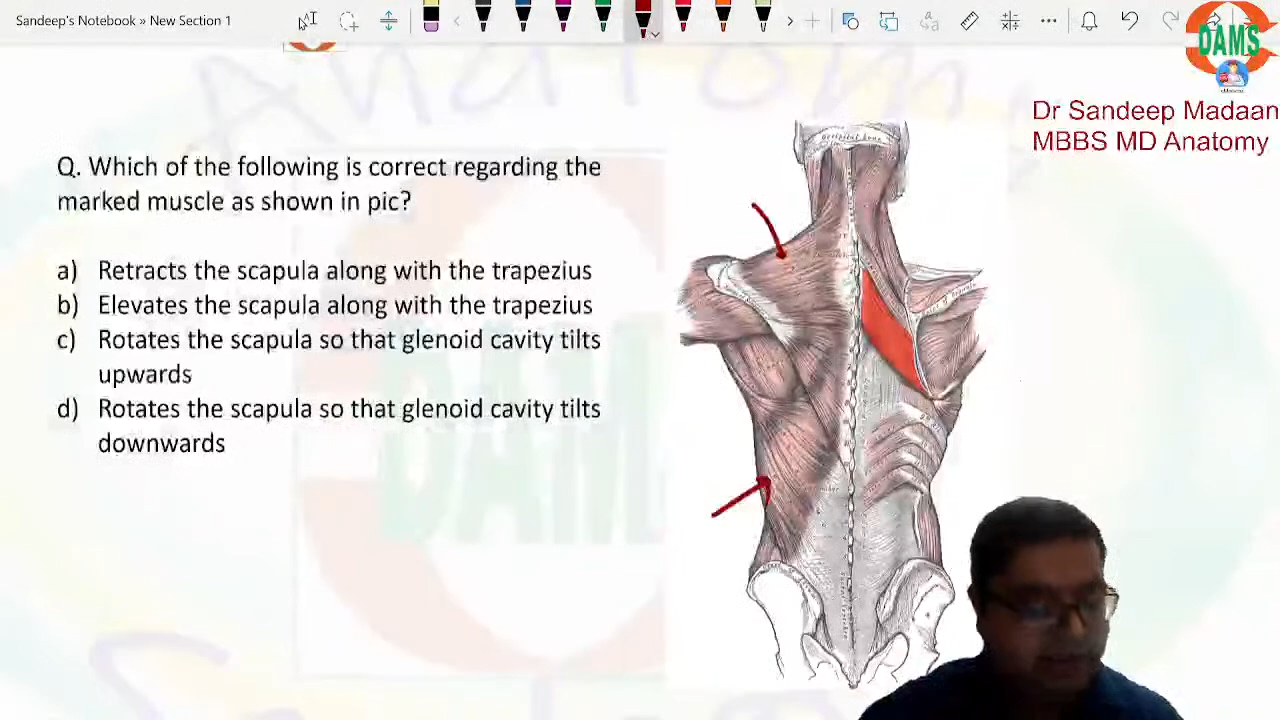 Sandeep's Notebook » New Section 1
DAMS
Dr Sandeep Madaan
MBBS MD Anatomy
Q. Which of the following is correct regarding the
marked muscle as shown in pic?
a) Retracts the scapula along with the trapezius
b) Elevates the scapula along with the trapezius
c) Rotates the scapula so that glenoid cavity tilts
upwards
d) Rotates the scapula so that glenoid cavity tilts
downwards
Occipital bone
DAMS